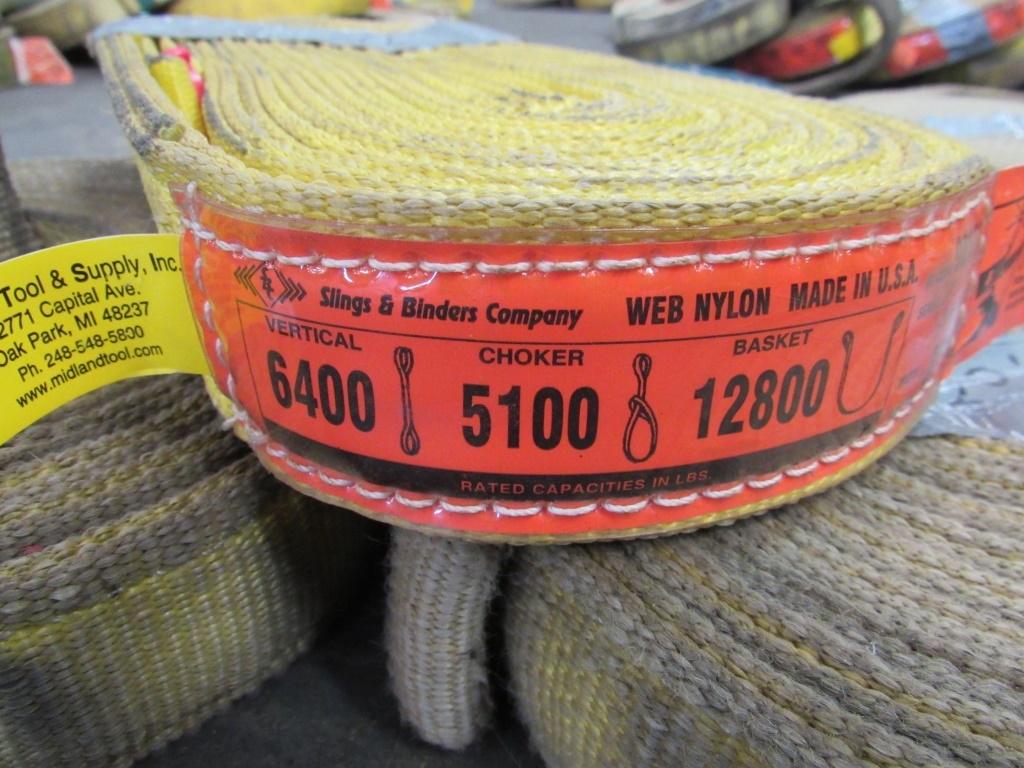 Tool & Supply, Inc.
2771 Capital Ave.
Oak Park, MI 48237
Ph. 248-548-5800
www.midlandtool.com
Slings & Binders Company
WEB NYLON MADE IN U.S.A.
VERTICAL
6400
CHOKER
5100
BASKET
12800
RATED CAPACITIES IN LBS.